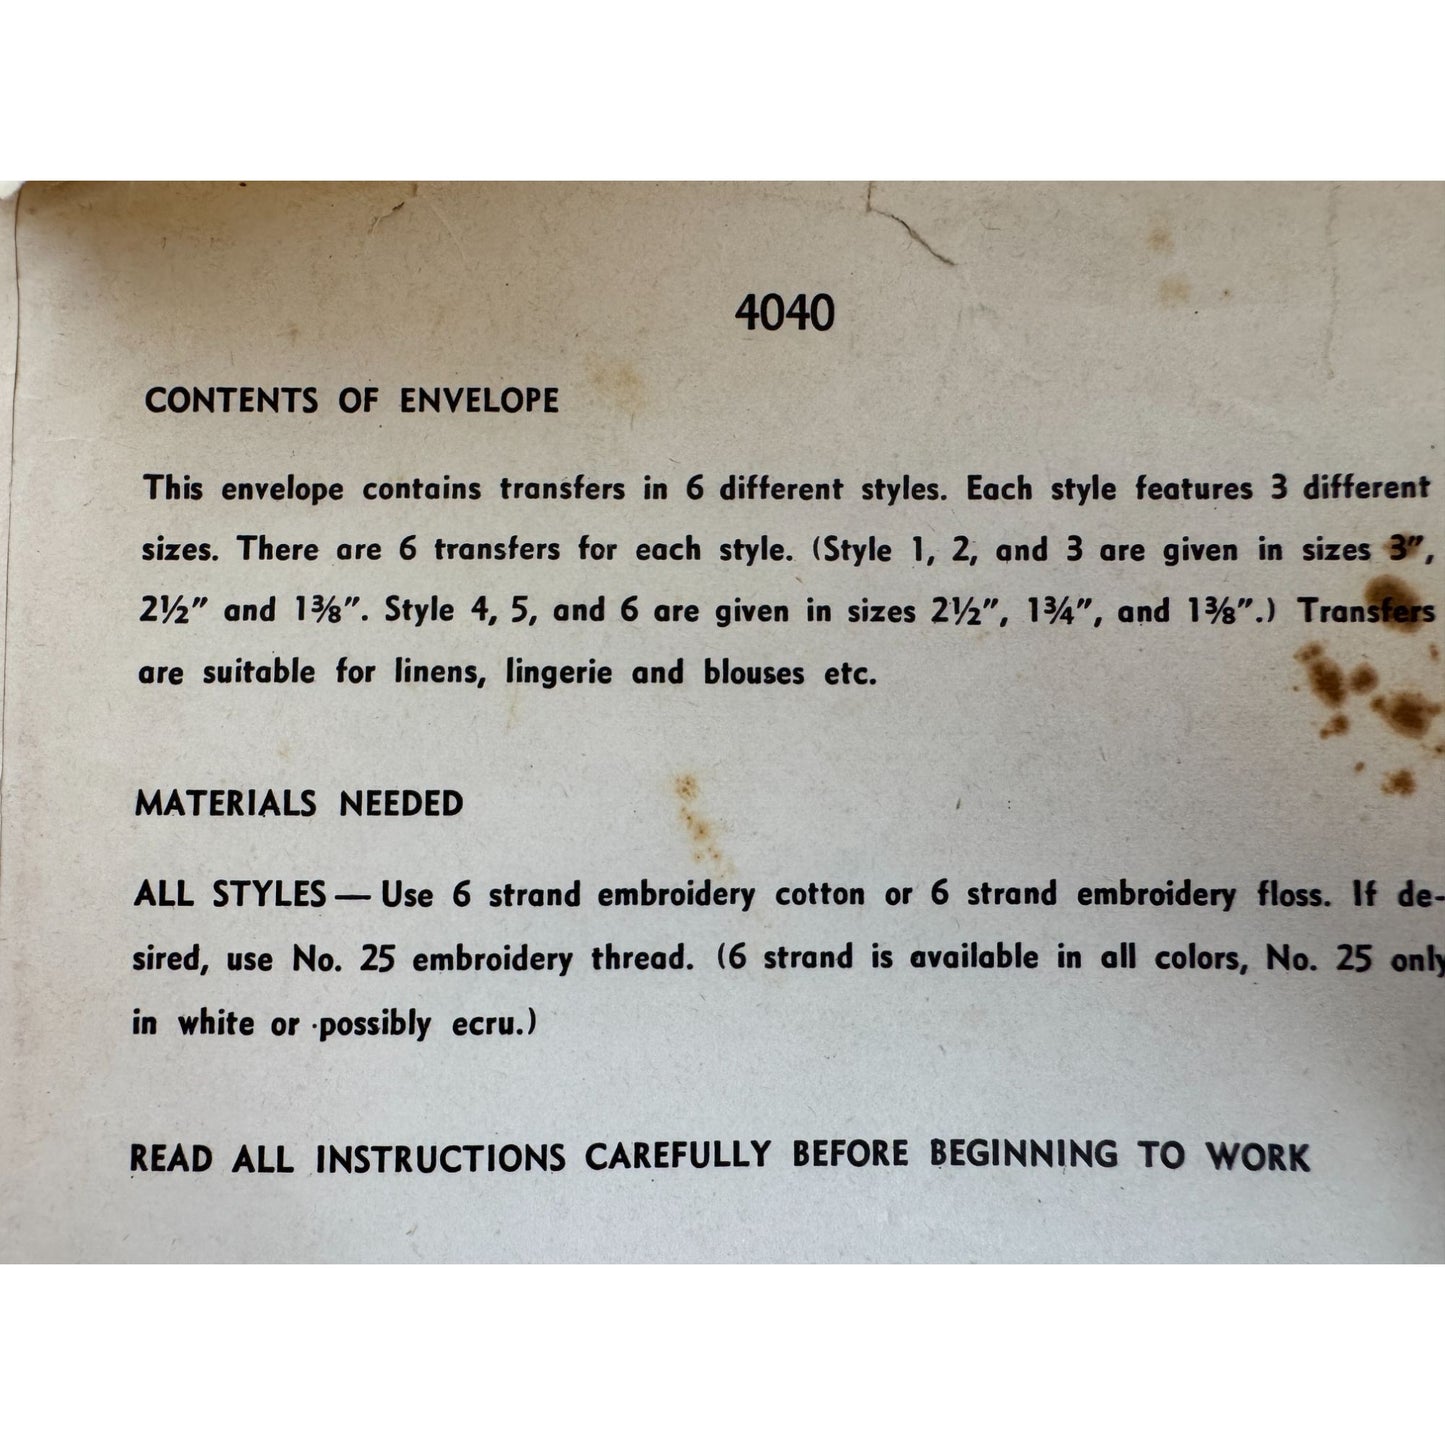 4040
CONTENTS OF ENVELOPE
This envelope contains transfers in 6 different styles. Each style features 3 different
sizes. There are 6 transfers for each style. (Style 1, 2, and 3 are given in sizes 3",
2½" and 1⅜". Style 4, 5, and 6 are given in sizes 2½", 1¾", and 1⅜".) Transfers
are suitable for linens, lingerie and blouses etc.
MATERIALS NEEDED
ALL STYLES — Use 6 strand embroidery cotton or 6 strand embroidery floss. If de-
sired, use No. 25 embroidery thread. (6 strand is available in all colors, No. 25 only
in white or possibly ecru.)
READ ALL INSTRUCTIONS CAREFULLY BEFORE BEGINNING TO WORK